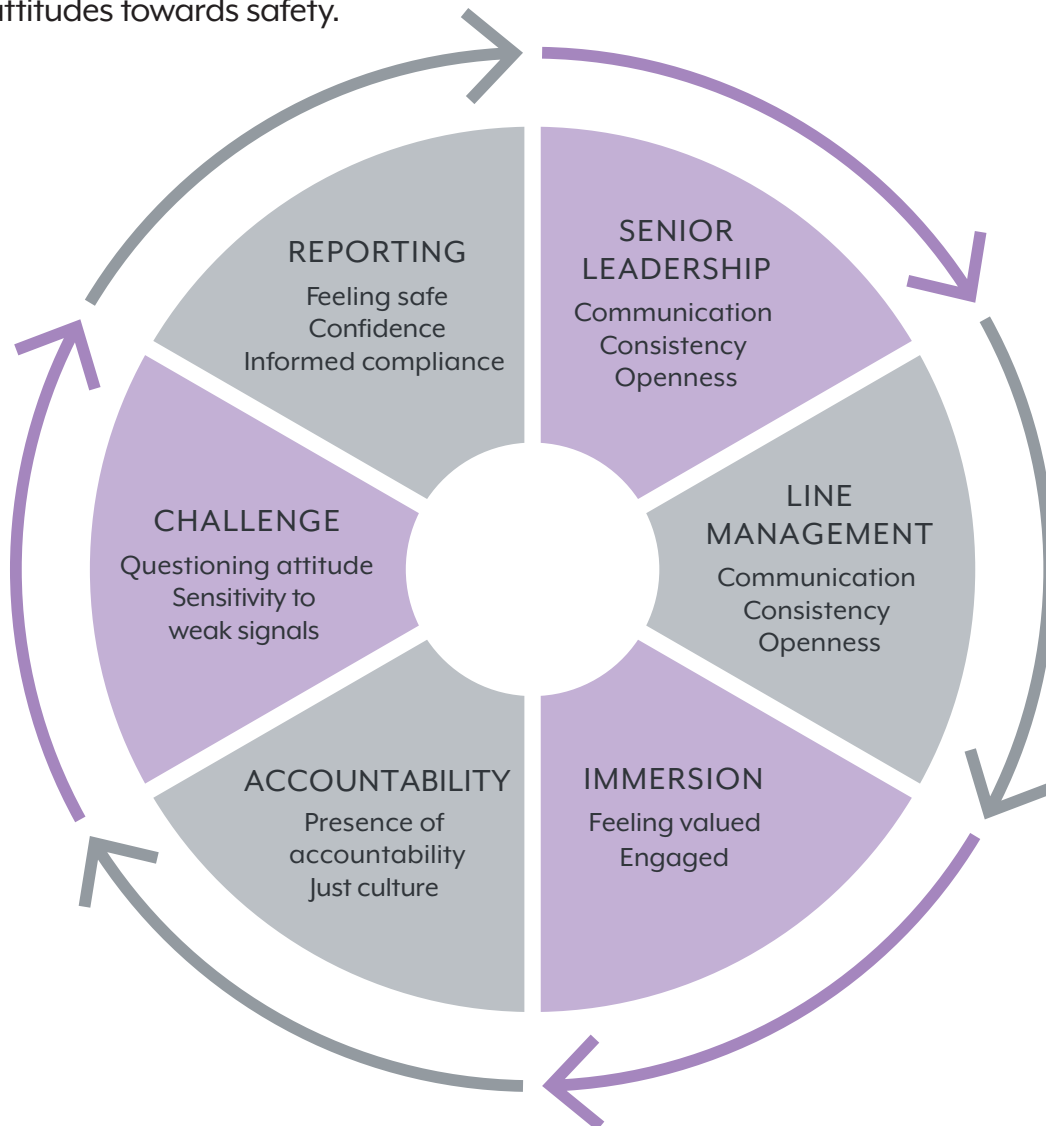 attitudes towards safety.
SENIOR
LEADERSHIP
Communication
Consistency
Openness
LINE
MANAGEMENT
Communication
Consistency
Openness
IMMERSION
Feeling valued
Engaged
ACCOUNTABILITY
Presence of
accountability
Just culture
CHALLENGE
Questioning attitude
Sensitivity to
weak signals
REPORTING
Feeling safe
Confidence
Informed compliance